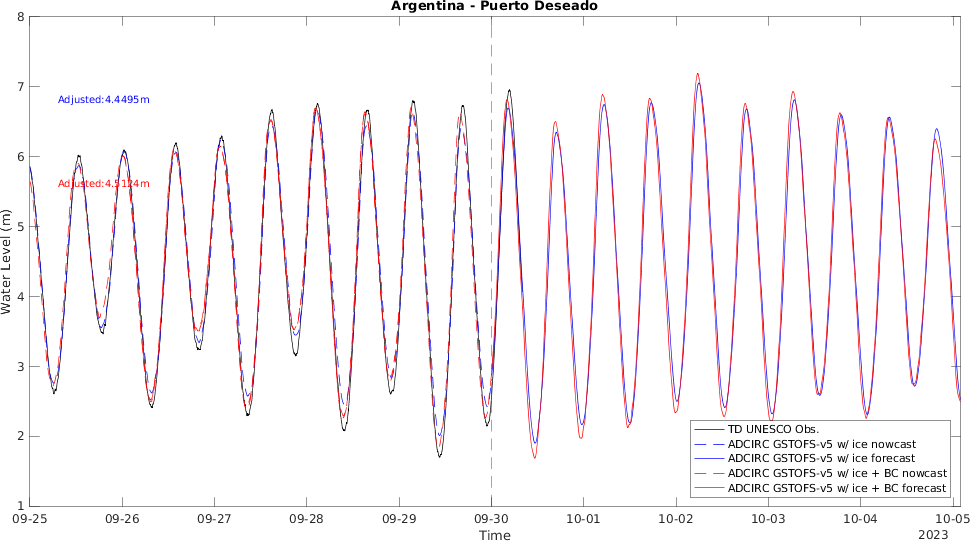 Argentina - Puerto Deseado
8
7
6
5
4
3
2
1
Water Level (m)
Adjusted:4.4495m
Adjusted:4.5124m
TD UNESCO Obs.
ADCIRC GSTOFS-v5 w/ ice nowcast
ADCIRC GSTOFS-v5 w/ ice forecast
ADCIRC GSTOFS-v5 w/ ice + BC nowcast
ADCIRC GSTOFS-v5 w/ ice + BC forecast
09-25 09-26 09-27 09-28 09-29 09-30 10-01 10-02 10-03 10-04 10-05
Time
2023